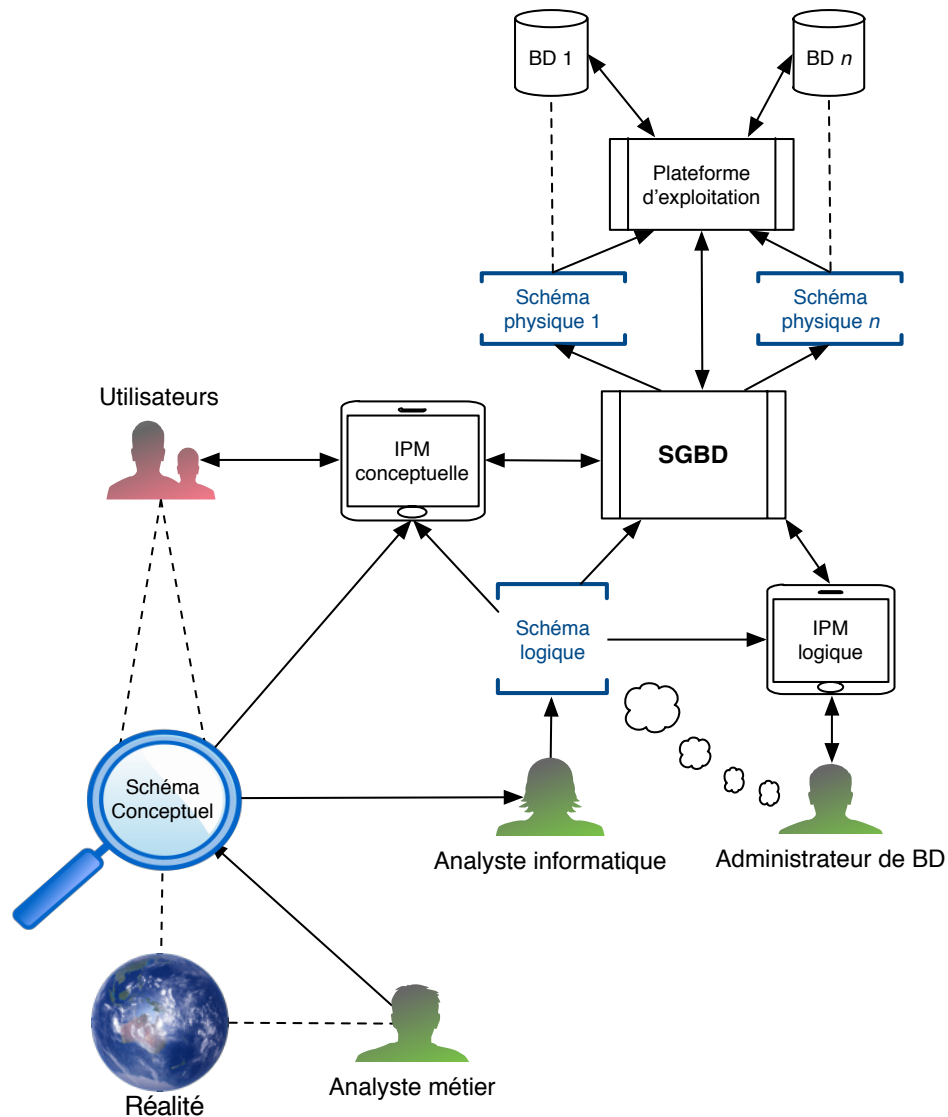 BD 1
BD n
Plateforme
d'exploitation
Schéma
physique 1
Schéma
physique n
Utilisateurs
IPM
conceptuelle
SGBD
Schéma
logique
IPM
logique
Schéma
Conceptuel
Analyste informatique
Administrateur de BD
Analyste métier
Réalité